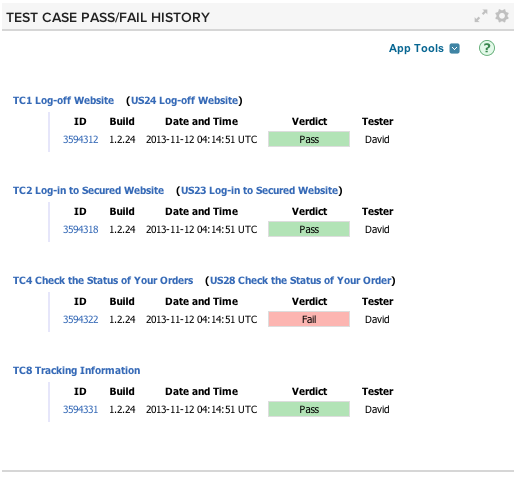 TEST CASE PASS/FAIL HISTORY
App Tools ?
TC1 Log-off Website (US24 Log-off Website)
ID Build Date and Time Verdict Tester
3594312 1.2.24 2013-11-12 04:14:51 UTC Pass David
TC2 Log-in to Secured Website (US23 Log-in to Secured Website)
ID Build Date and Time Verdict Tester
3594318 1.2.24 2013-11-12 04:14:51 UTC Pass David
TC4 Check the Status of Your Orders (US28 Check the Status of Your Order)
ID Build Date and Time Verdict Tester
3594322 1.2.24 2013-11-12 04:14:51 UTC Fail David
TC8 Tracking Information
ID Build Date and Time Verdict Tester
3594331 1.2.24 2013-11-12 04:14:51 UTC Pass David